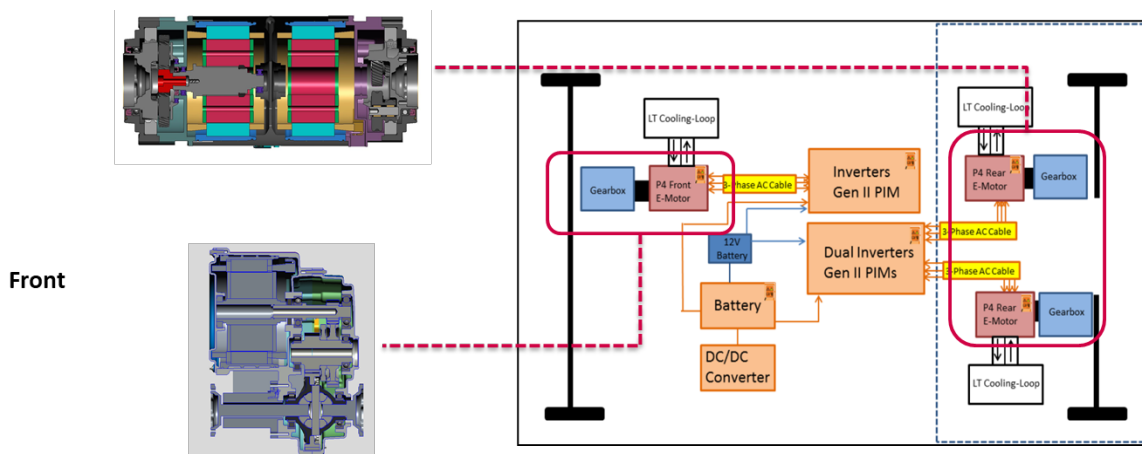 LT Cooling-Loop
LT Cooling-Loop
Gearbox
P4 Front
E-Motor
3-Phase AC Cable
Inverters
Gen II PIM
P4 Rear
E-Motor
Gearbox
12V
Battery
Dual Inverters
Gen II PIMs
3-Phase AC Cable
3-Phase AC Cable
Front
Battery
P4 Rear
E-Motor
Gearbox
DC/DC
Converter
LT Cooling-Loop